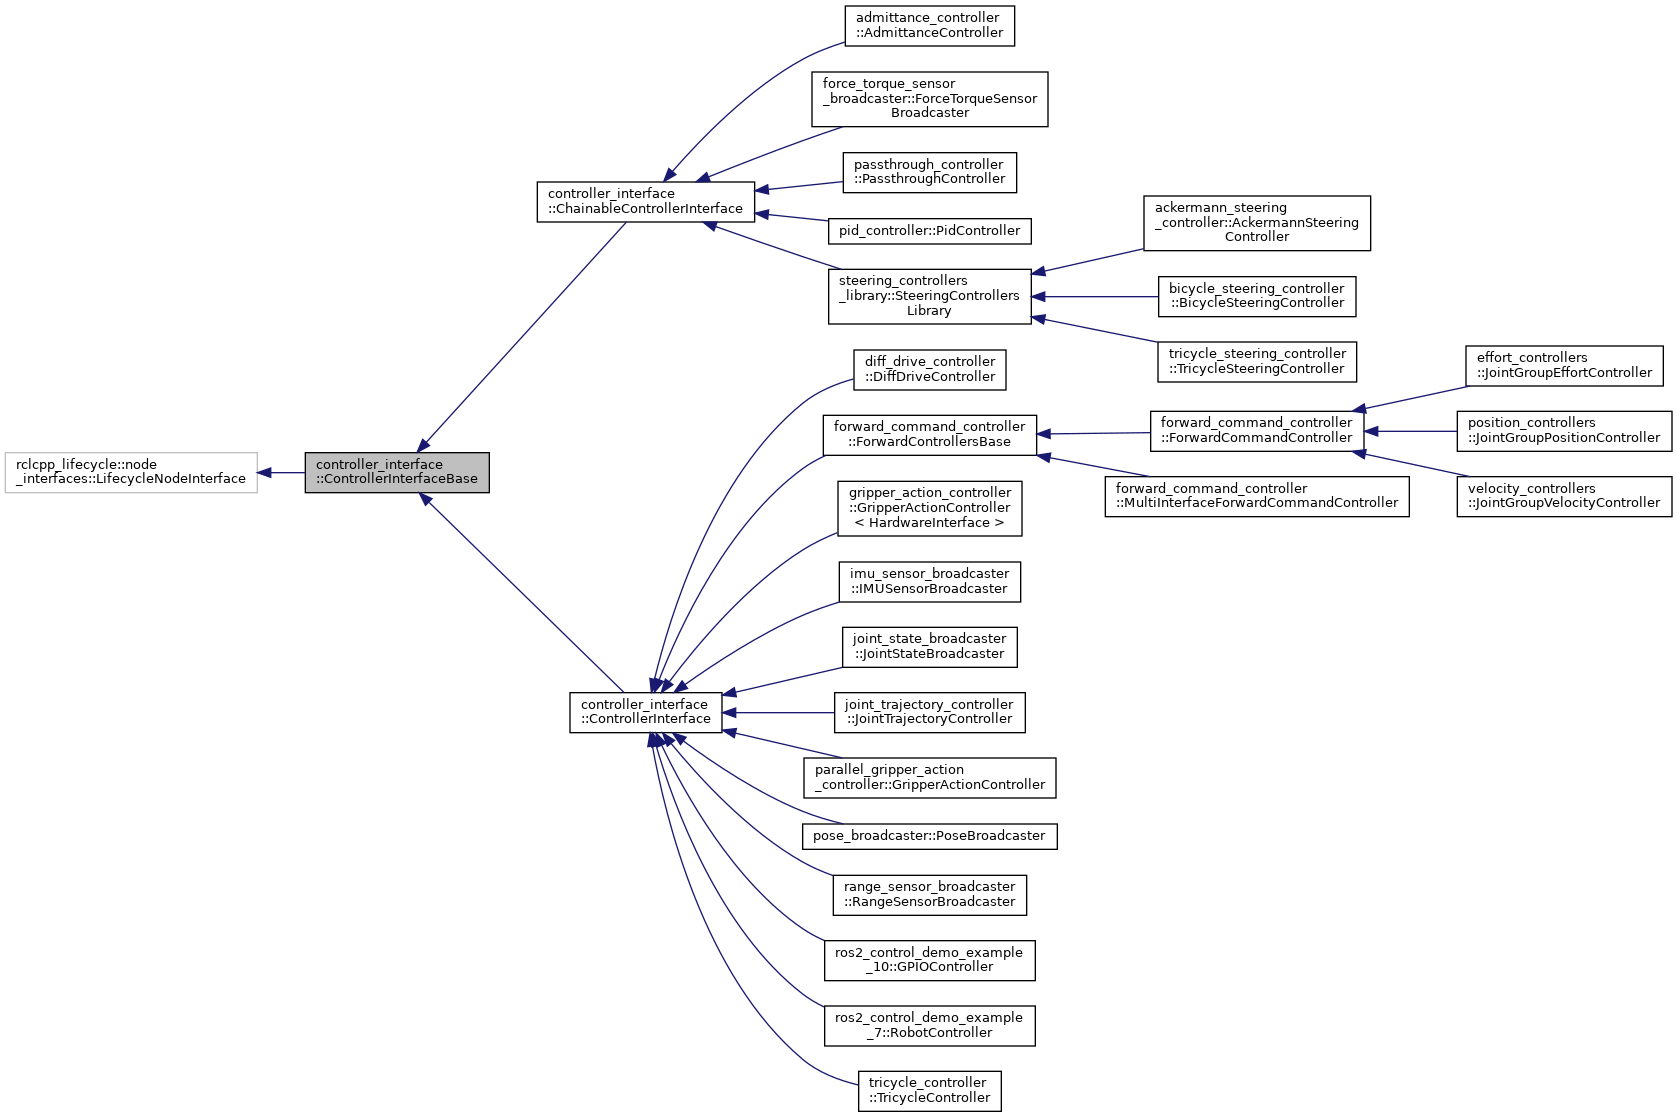 admittance_controller
::AdmittanceController
force_torque_sensor
_broadcaster::ForceTorqueSensor
Broadcaster
passthrough_controller
::PassthroughController
controller_interface
::ChainableControllerInterface
pid_controller::PidController
ackermann_steering
_controller::AckermannSteering
Controller
steering_controllers
_library::SteeringControllers
Library
bicycle_steering_controller
::BicycleSteeringController
tricycle_steering_controller
::TricycleSteeringController
diff_drive_controller
::DiffDriveController
effort_controllers
::JointGroupEffortController
forward_command_controller
::ForwardControllersBase
forward_command_controller
::ForwardCommandController
position_controllers
::JointGroupPositionController
rclcpp_lifecycle::node
_interfaces::LifecycleNodeInterface
controller_interface
::ControllerInterfaceBase
forward_command_controller
::MultiInterfaceForwardCommandController
velocity_controllers
::JointGroupVelocityController
gripper_action_controller
::GripperActionController
< HardwareInterface >
imu_sensor_broadcaster
::IMUSensorBroadcaster
joint_state_broadcaster
::JointStateBroadcaster
controller_interface
::ControllerInterface
joint_trajectory_controller
::JointTrajectoryController
parallel_gripper_action
_controller::GripperActionController
pose_broadcaster::PoseBroadcaster
range_sensor_broadcaster
::RangeSensorBroadcaster
ros2_control_demo_example
_10::GPIOController
ros2_control_demo_example
_7::RobotController
tricycle_controller
::TricycleController